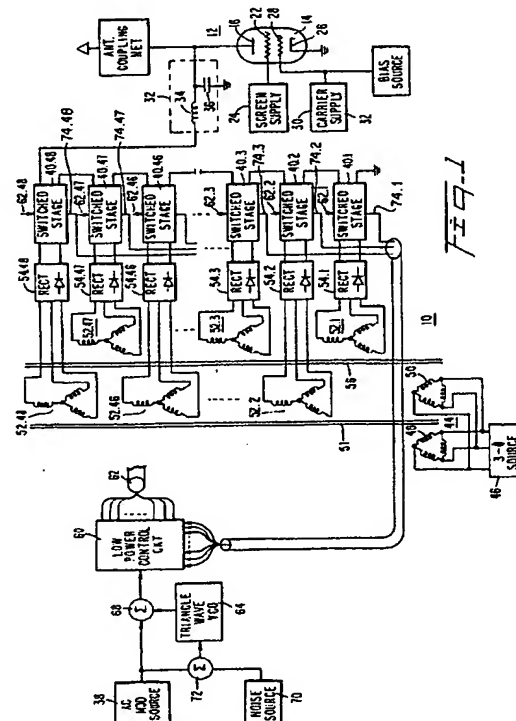 ANT.
COUPLING
NET
12
16
22
28
14
26
24
SCREEN
SUPPLY
30
CARRIER
SUPPLY
32
BIAS
SOURCE
32
34
36
74.48
62.48
40.48
SWITCHED
STAGE
54.48
RECT
74.47
62.47
40.47
SWITCHED
STAGE
54.47
RECT
62.46
40.46
SWITCHED
STAGE
54.46
RECT
74.3
62.3
40.3
SWITCHED
STAGE
54.3
RECT
74.2
62.2
40.2
SWITCHED
STAGE
54.2
RECT
62.1
40.1
SWITCHED
STAGE
54.1
RECT
74.1
52.48
52.47
52.46
52.3
52.2
52.1
56
51
10
50
48
44
3-Φ
SOURCE
46
62
60
LOW
POWER
CONTROL
CKT
68
Σ
TRIANGLE
WAVE
VCO
64
72
Σ
38
AC
MOD
SOURCE
NOISE
SOURCE
70
Fig. 1